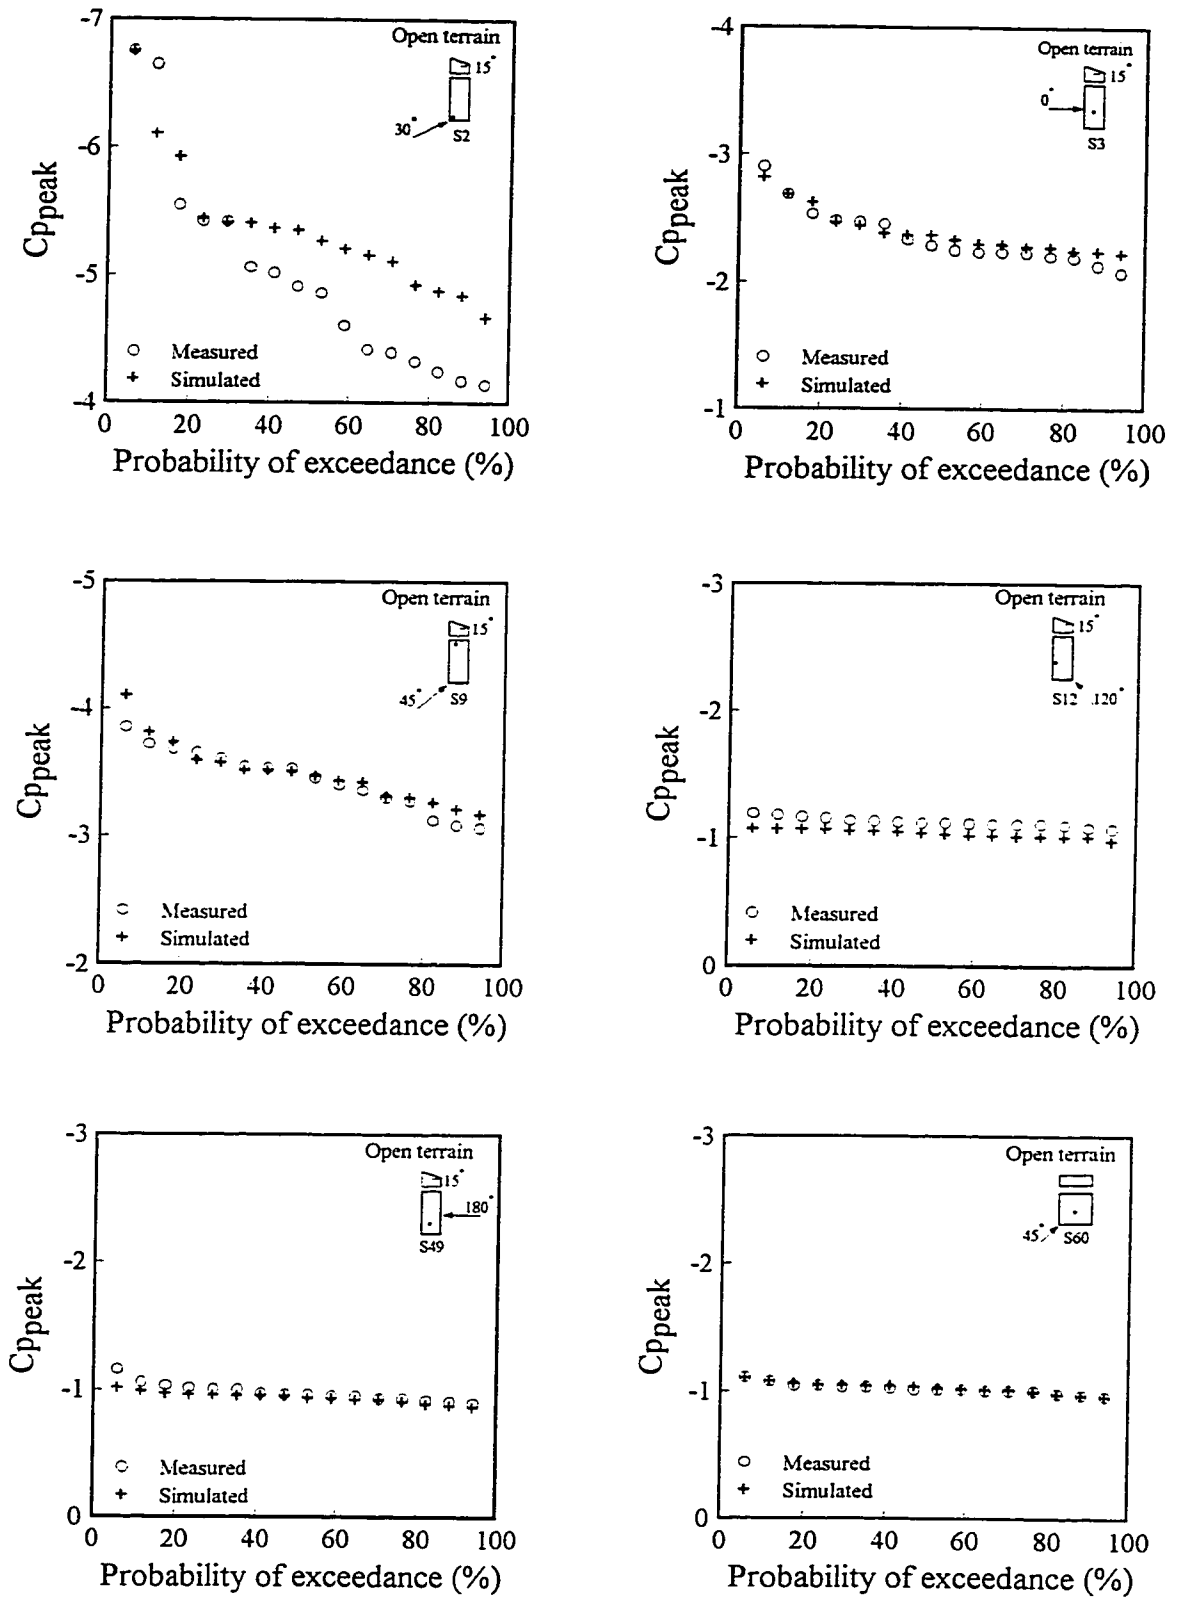 -7
Open terrain
15°
30°
S2
-6
-5
-4
Cppeak
Measured
Simulated
0 20 40 60 80 100
Probability of exceedance (%)
-4
Open terrain
15°
0°
S3
-3
-2
-1
Cppeak
Measured
Simulated
0 20 40 60 80 100
Probability of exceedance (%)
-5
Open terrain
15°
45°
S9
-4
-3
-2
Cppeak
Measured
Simulated
0 20 40 60 80 100
Probability of exceedance (%)
-3
Open terrain
15°
S12 120°
-2
-1
0
Cppeak
Measured
Simulated
0 20 40 60 80 100
Probability of exceedance (%)
-3
Open terrain
15°
180°
S49
-2
-1
0
Cppeak
Measured
Simulated
0 20 40 60 80 100
Probability of exceedance (%)
-3
Open terrain
45°
S60
-2
-1
0
Cppeak
Measured
Simulated
0 20 40 60 80 100
Probability of exceedance (%)